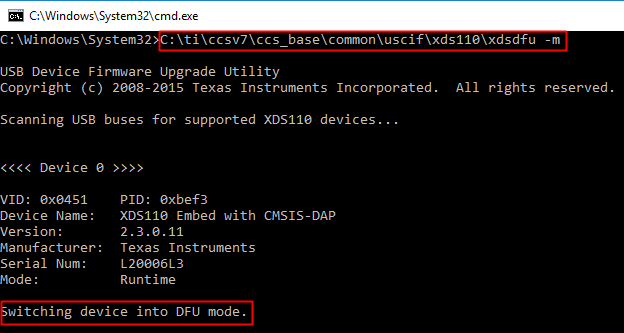 C:\Windows\System32\cmd.exe
C:\Windows\System32>C:\ti\ccsv7\ccs_base\common\uscif\xds110\xdsdfu -m
USB Device Firmware Upgrade Utility
Copyright (c) 2008-2015 Texas Instruments Incorporated.  All rights reserved.
Scanning USB buses for supported XDS110 devices...
<<<< Device 0 >>>>
VID: 0x0451    PID: 0xbef3
Device Name:   XDS110 Embed with CMSIS-DAP
Version:       2.3.0.11
Manufacturer:  Texas Instruments
Serial Num:    L20006L3
Mode:          Runtime
Switching device into DFU mode.